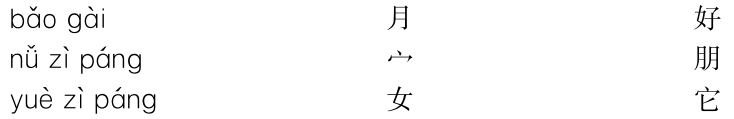 bǎo gài 月 好
nǚ zì páng 宀 朋
yuè zì páng 女 它